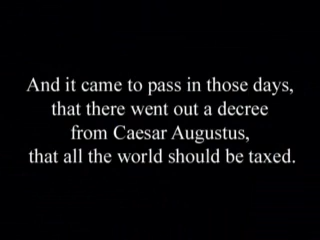 And it came to pass in those days,
that there went out a decree
from Caesar Augustus,
that all the world should be taxed.